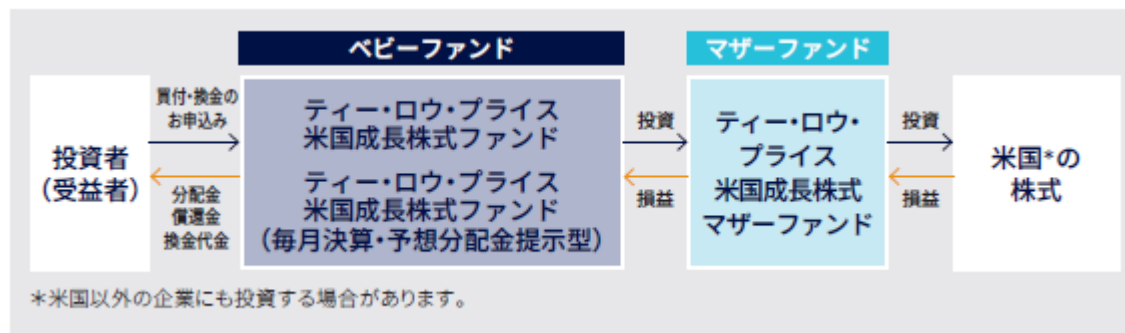 ベビーファンド
マザーファンド
投資者
（受益者）
買付・換金の
お申込み
分配金
償還金
換金代金
ティー・ロウ・プライス
米国成長株式ファンド
ティー・ロウ・プライス
米国成長株式ファンド
（毎月決算・予想分配金提示型）
投資
損益
ティー・ロウ・
プライス
米国成長株式
マザーファンド
投資
損益
米国*の
株式
＊米国以外の企業にも投資する場合があります。